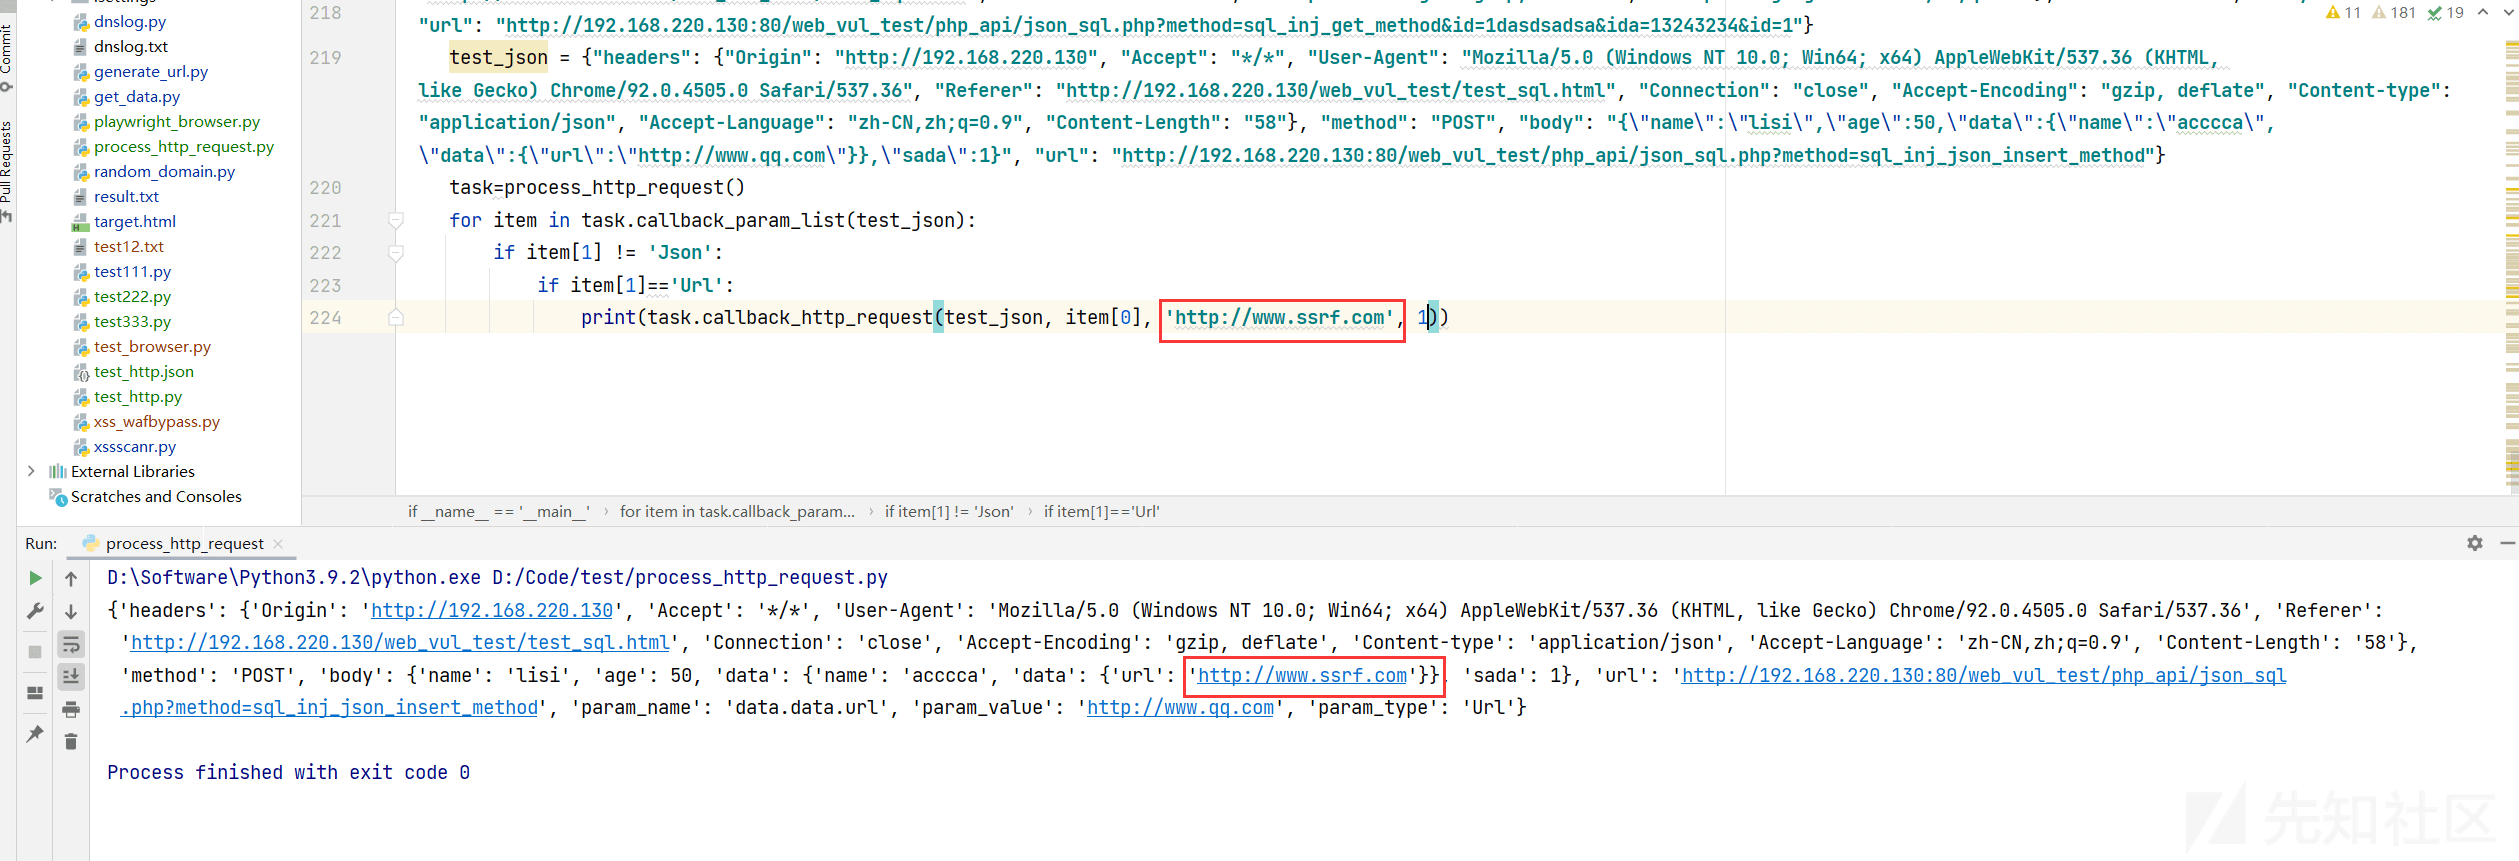 Commit
Pull Requests
dnslog.py
dnslog.txt
generate_url.py
get_data.py
playwright_browser.py
process_http_request.py
random_domain.py
result.txt
target.html
test12.txt
test111.py
test222.py
test333.py
test_browser.py
test_http.json
test_http.py
xss_wafbypass.py
xssscanr.py
External Libraries
Scratches and Consoles
11 181 19
218
"url": "http://192.168.220.130:80/web_vul_test/php_api/json_sql.php?method=sql_inj_get_method&id=1dasdsadsa&ida=13243234&id=1"}
219 test_json = {"headers": {"Origin": "http://192.168.220.130", "Accept": "*/*", "User-Agent": "Mozilla/5.0 (Windows NT 10.0; Win64; x64) AppleWebKit/537.36 (KHTML,
like Gecko) Chrome/92.0.4505.0 Safari/537.36", "Referer": "http://192.168.220.130/web_vul_test/test_sql.html", "Connection": "close", "Accept-Encoding": "gzip, deflate", "Content-type":
"application/json", "Accept-Language": "zh-CN,zh;q=0.9", "Content-Length": "58"}, "method": "POST", "body": "{\"name\":\"lisi\",\"age\":50,\"data\":{\"name\":\"acccca\",
\"data\":{\"url\":\"http://www.qq.com\"}},\"sada\":1}", "url": "http://192.168.220.130:80/web_vul_test/php_api/json_sql.php?method=sql_inj_json_insert_method"}
220 task=process_http_request()
221 for item in task.callback_param_list(test_json):
222 if item[1] != 'Json':
223 if item[1]=='Url':
224 print(task.callback_http_request(test_json, item[0], 'http://www.ssrf.com', 1))
if __name__ == '__main__' › for item in task.callback_param... › if item[1] != 'Json' › if item[1]=='Url'
Run: process_http_request
D:\Software\Python3.9.2\python.exe D:/Code/test/process_http_request.py
{'headers': {'Origin': 'http://192.168.220.130', 'Accept': '*/*', 'User-Agent': 'Mozilla/5.0 (Windows NT 10.0; Win64; x64) AppleWebKit/537.36 (KHTML, like Gecko) Chrome/92.0.4505.0 Safari/537.36', 'Referer':
'http://192.168.220.130/web_vul_test/test_sql.html', 'Connection': 'close', 'Accept-Encoding': 'gzip, deflate', 'Content-type': 'application/json', 'Accept-Language': 'zh-CN,zh;q=0.9', 'Content-Length': '58'},
'method': 'POST', 'body': {'name': 'lisi', 'age': 50, 'data': {'name': 'acccca', 'data': {'url': 'http://www.ssrf.com'}}, 'sada': 1}, 'url': 'http://192.168.220.130:80/web_vul_test/php_api/json_sql
.php?method=sql_inj_json_insert_method', 'param_name': 'data.data.url', 'param_value': 'http://www.qq.com', 'param_type': 'Url'}
Process finished with exit code 0
先知社区